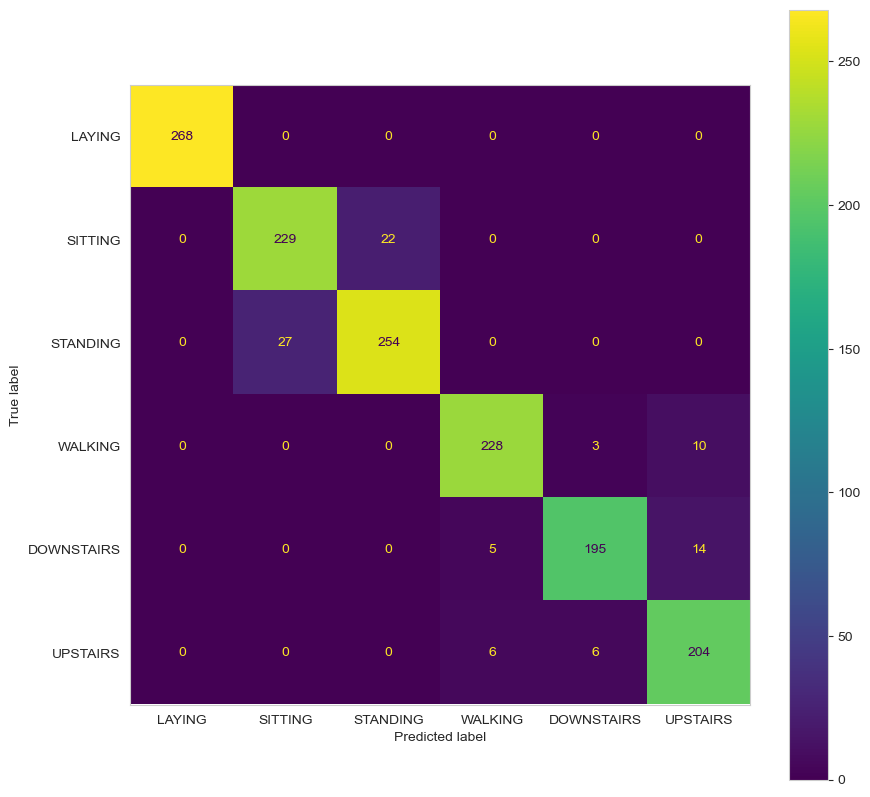 LAYING 268 0 0 0 0 0
SITTING 0 229 22 0 0 0
STANDING 0 27 254 0 0 0
WALKING 0 0 0 228 3 10
DOWNSTAIRS 0 0 0 5 195 14
UPSTAIRS 0 0 0 6 6 204
LAYING SITTING STANDING WALKING DOWNSTAIRS UPSTAIRS
Predicted label
True label
250
200
150
100
50
0